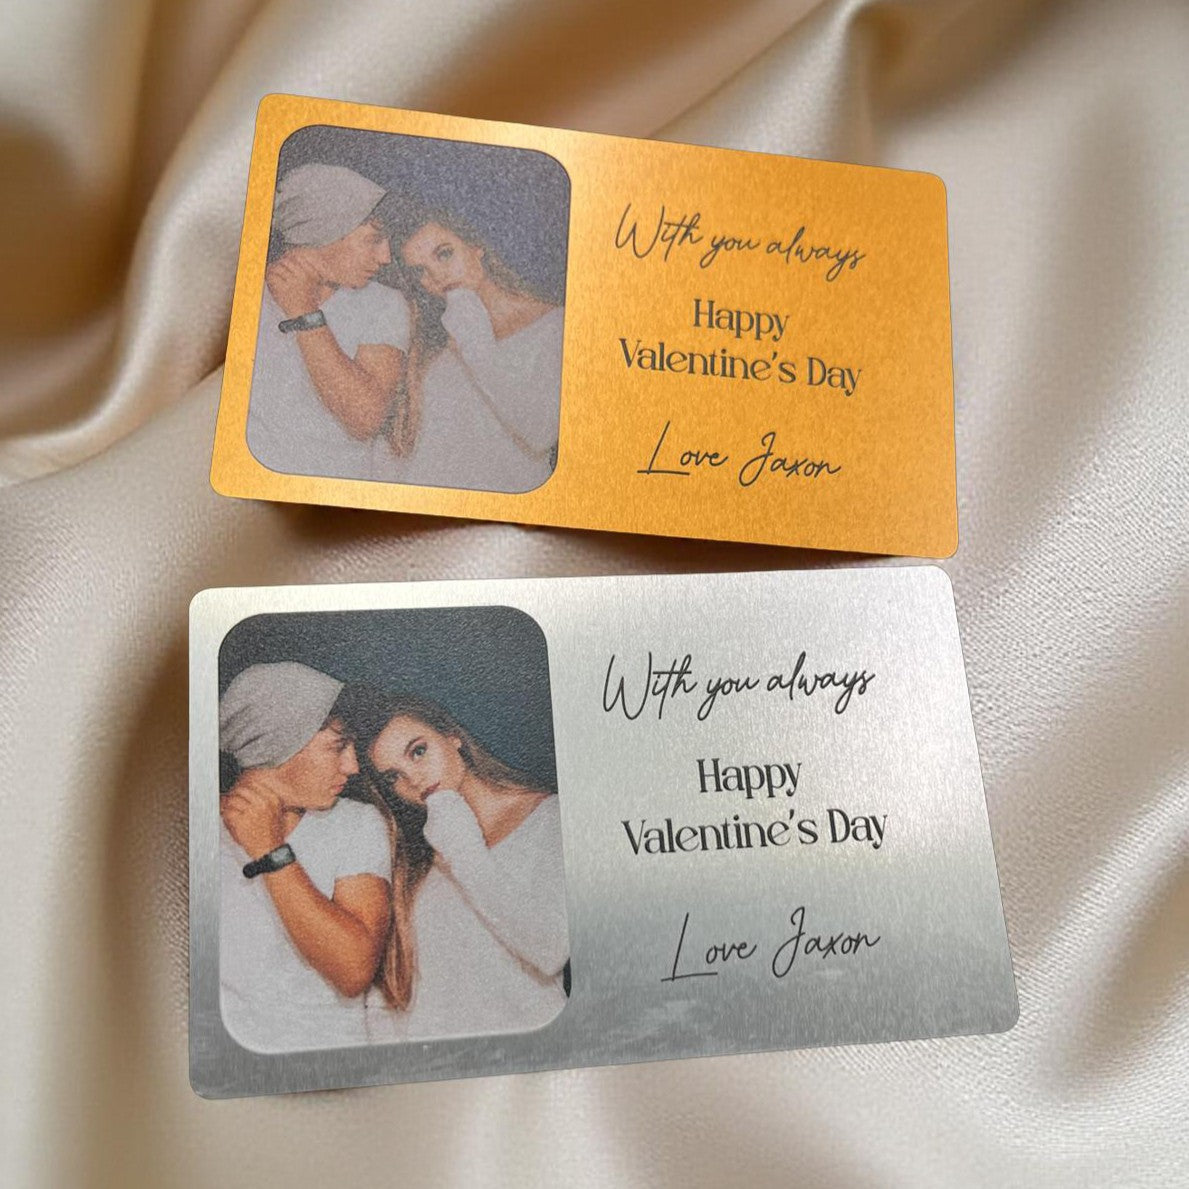 With you always
Happy
Valentine's Day
Love Jaxon
With you always
Happy
Valentine's Day
Love Jaxon